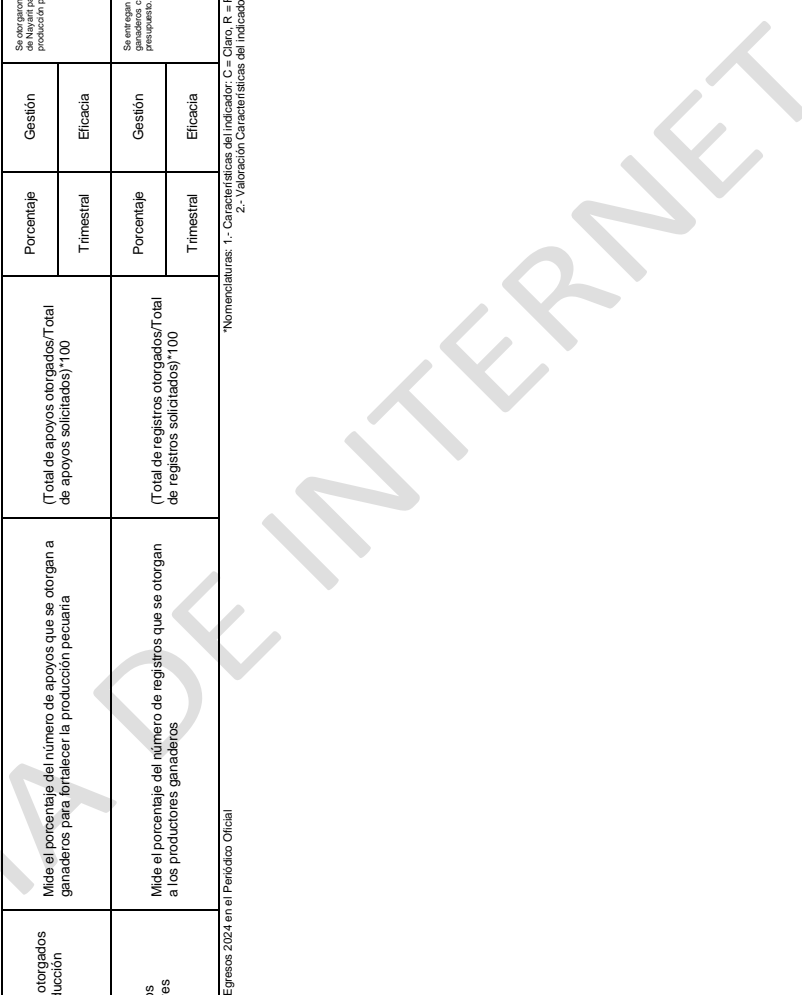 otorgados
Mide el porcentaje del número de apoyos que se otorgan a
ganaderos para fortalecer la producción pecuaria
(Total de apoyos otorgados/Total
de apoyos solicitados)*100
Porcentaje
Trimestral
Gestión
Eficacia
Se otorgaron
de Nayarit
producción
Mide el porcentaje del número de registros que se otorgan
a los productores ganaderos
(Total de registros otorgados/Total
de registros solicitados)*100
Porcentaje
Trimestral
Gestión
Eficacia
Se entregan
ganaderos
presupuesto.
Egresos 2024 en el Periódico Oficial
*Nomenclaturas: 1.- Características del indicador: C = Claro, R =
2.- Valoración Características del
DE INTERNET